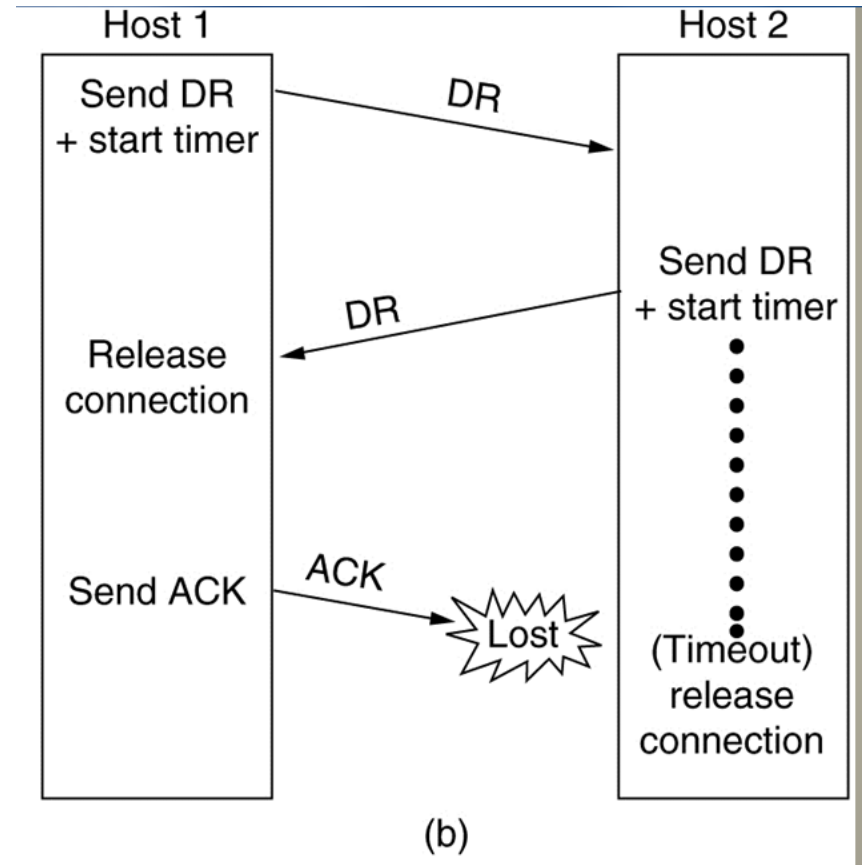 Host 1
Host 2
Send DR
+ start timer
DR
Send DR
+ start timer
DR
Release
connection
Send ACK
ACK
Lost
(Timeout)
release
connection
(b)